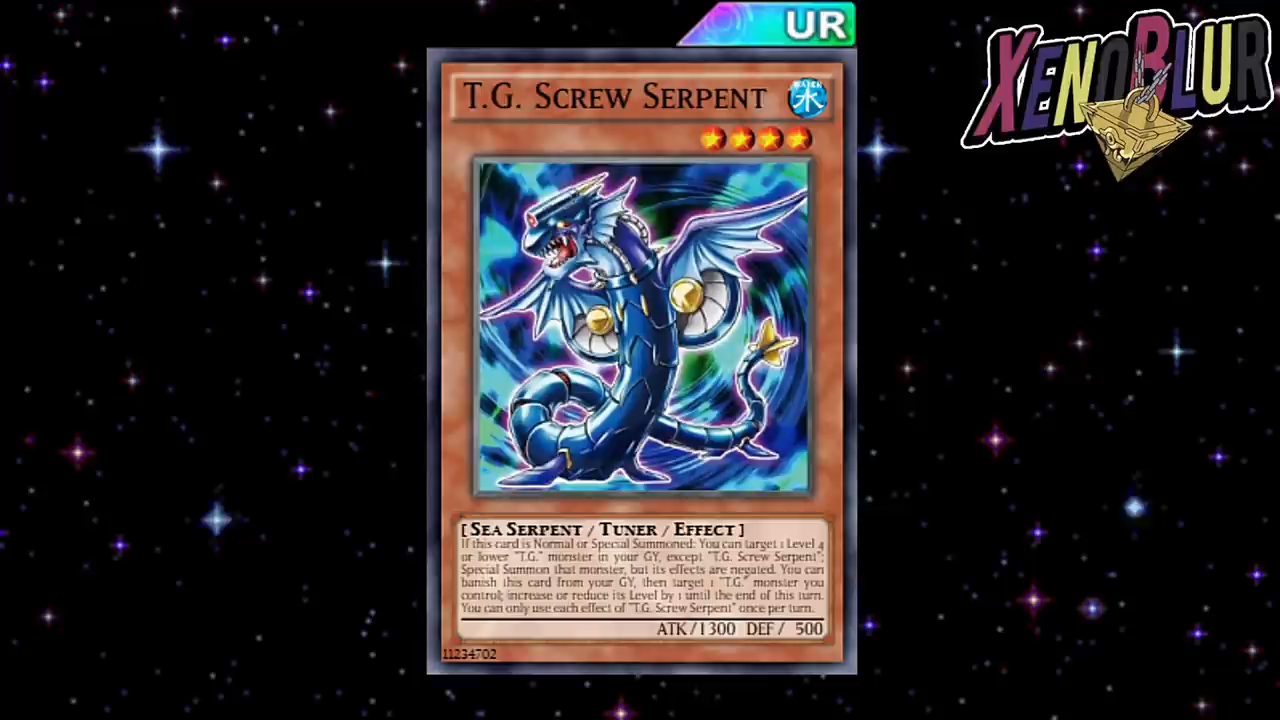 UR
XENOBLUR
T.G. SCREW SERPENT
WATER
水
[ SEA SERPENT / TUNER / EFFECT ]
If this card is Normal or Special Summoned: You can target 1 Level 4
or lower "T.G." monster in your GY, except "T.G. Screw Serpent";
Special Summon that monster, but its effects are negated. You can
banish this card from your GY, then target 1 "T.G." monster you
control; increase or reduce its Level by 1 until the end of this turn.
You can only use each effect of "T.G. Screw Serpent" once per turn.
ATK/1300 DEF/ 500
11234702